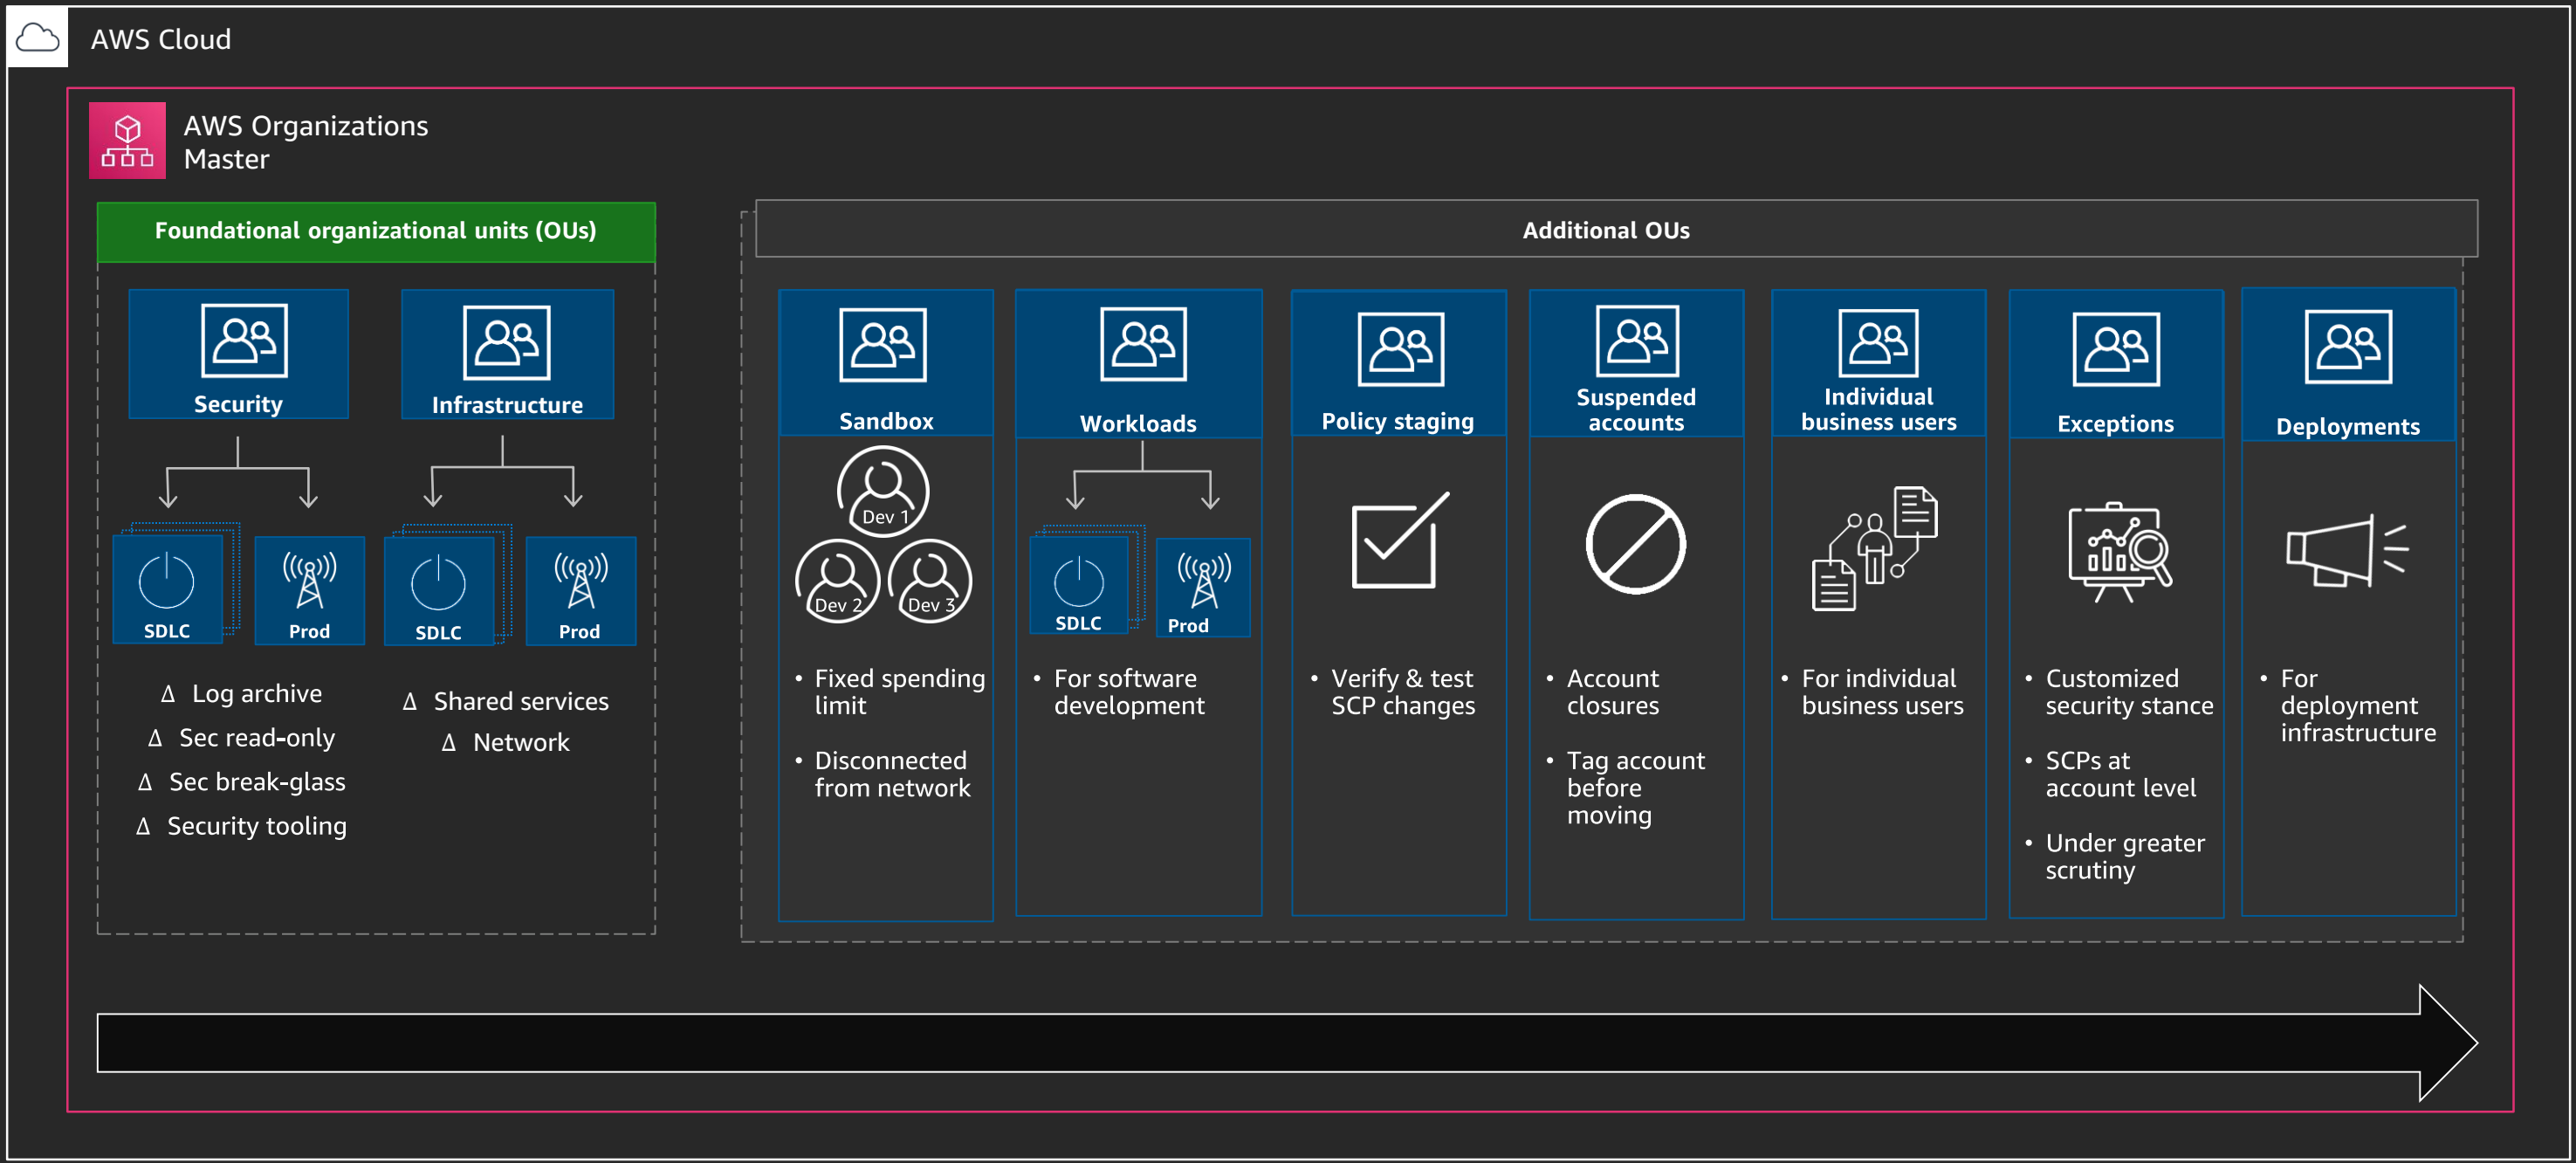 AWS Cloud
AWS Organizations
Master
Foundational organizational units (OUs)
Additional OUs
Security
Infrastructure
SDLC
Prod
SDLC
Prod
Δ Log archive
Δ Sec read-only
Δ Sec break-glass
Δ Security tooling
Δ Shared services
Δ Network
Sandbox
Dev 1
Dev 2
Dev 3
• Fixed spending
limit
• Disconnected
from network
Workloads
SDLC
Prod
• For software
development
Policy staging
• Verify & test
SCP changes
Suspended
accounts
• Account
closures
• Tag account
before
moving
Individual
business users
• For individual
business users
Exceptions
• Customized
security stance
• SCPs at
account level
• Under greater
scrutiny
Deployments
• For
deployment
infrastructure